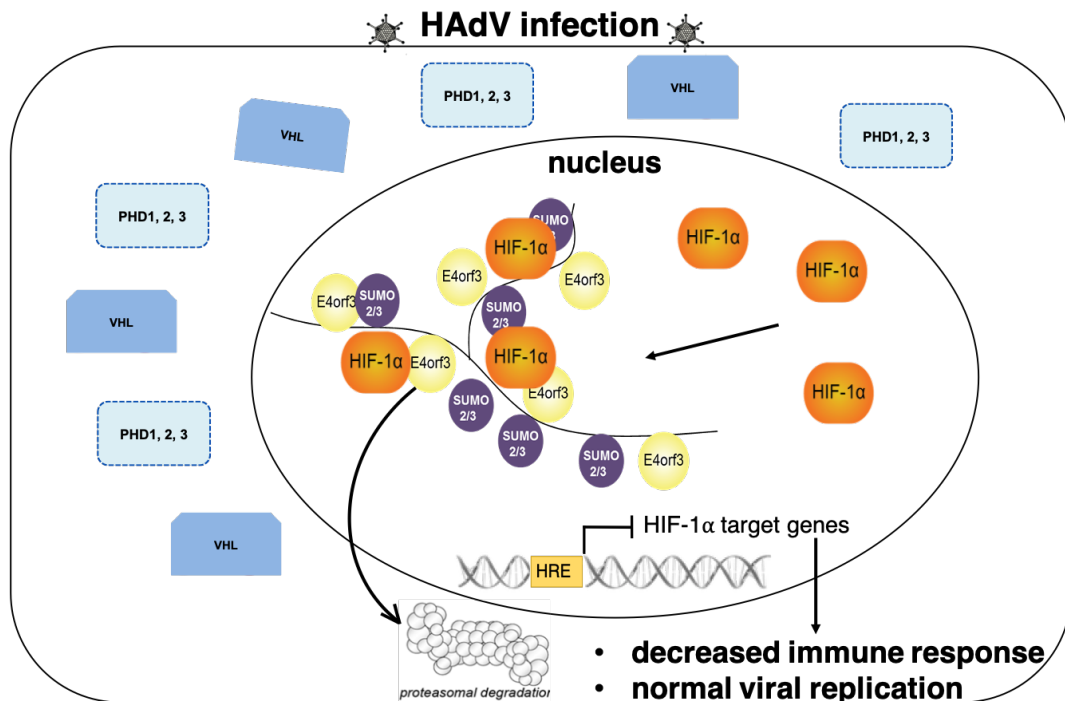 HAdV infection
PHD1, 2, 3
VHL
VHL
PHD1, 2, 3
nucleus
PHD1, 2, 3
SUMO
HIF-1α
HIF-1α
HIF-1α
E4orf3
E4orf3
E4orf3
SUMO
2/3
SUMO
2/3
VHL
HIF-1α
E4orf3
HIF-1α
E4orf3
HIF-1α
SUMO
2/3
PHD1, 2, 3
SUMO
2/3
SUMO
2/3
E4orf3
HIF-1α target genes
VHL
HRE
proteasomal degradation
• decreased immune response
• normal viral replication